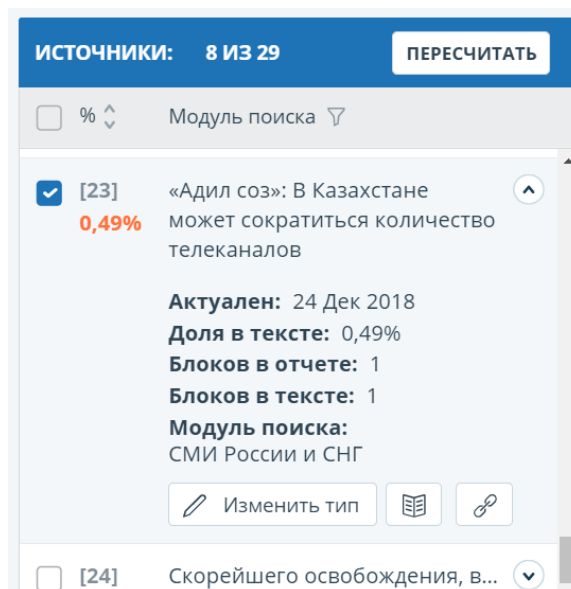 ИСТОЧНИКИ: 8 ИЗ 29
ПЕРЕСЧИТАТЬ
% Модуль поиска
[23] «Адил соз»: В Казахстане
0,49% может сократиться количество
телеканалов
Актуален: 24 Дек 2018
Доля в тексте: 0,49%
Блоков в отчете: 1
Блоков в тексте: 1
Модуль поиска:
СМИ России и СНГ
Изменить тип
[24] Скорейшего освобождения, в...